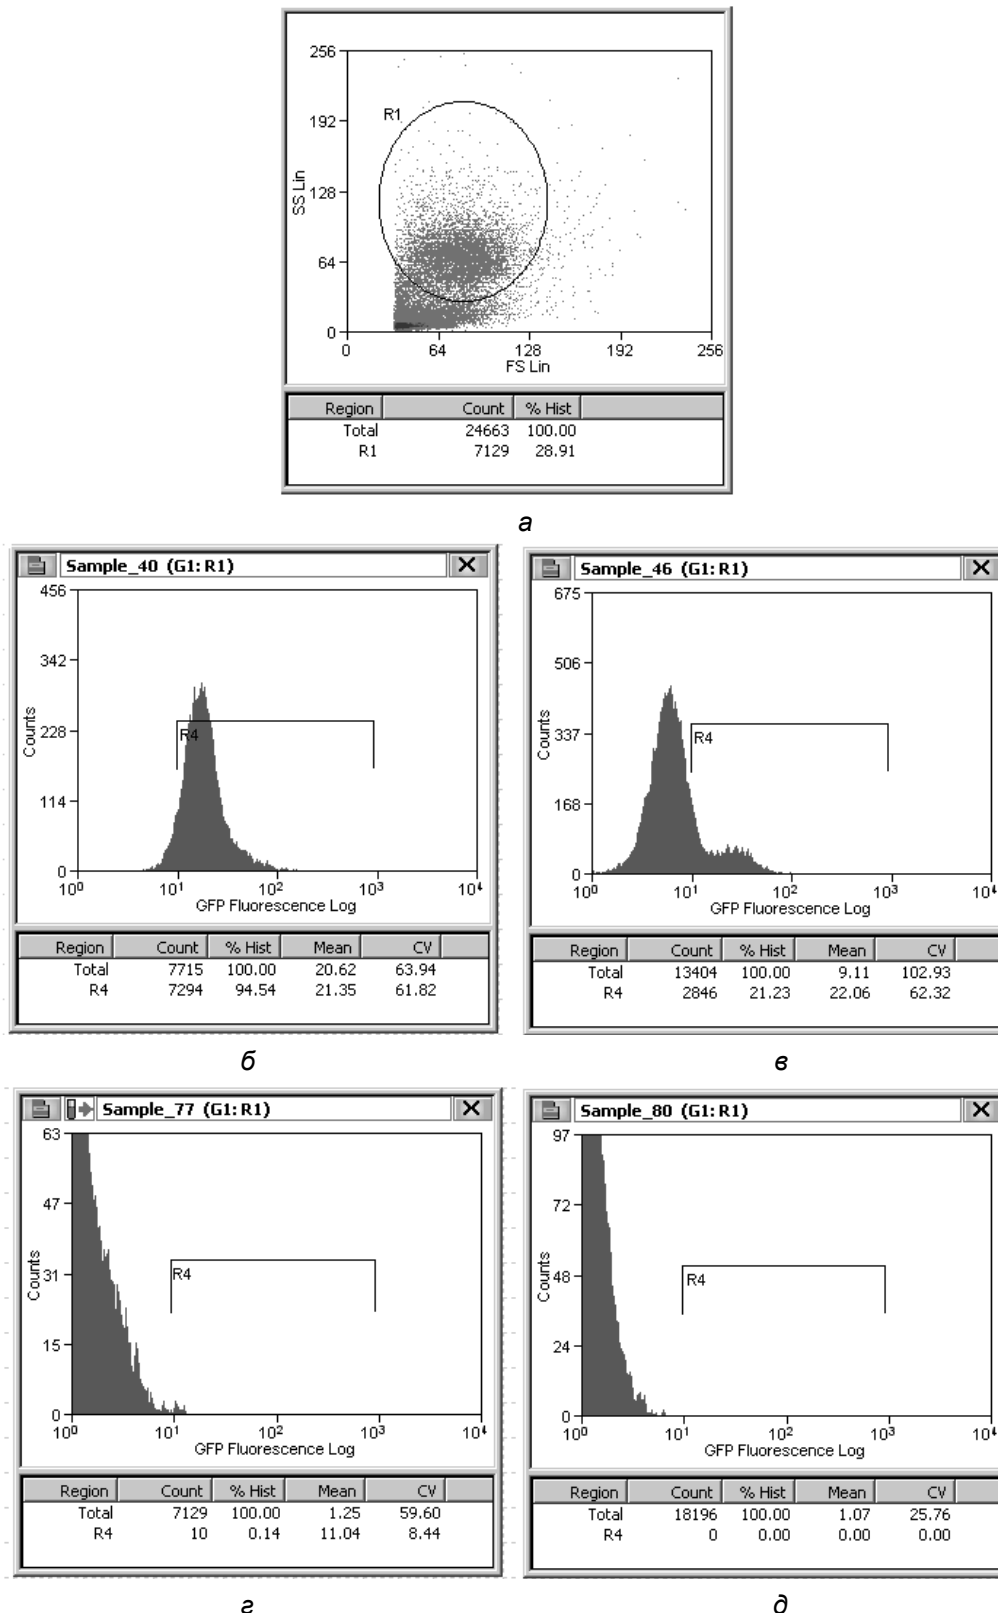 256
192
128
64
0
SS Lin
R1
0 64 128 192 256
FS Lin
Region Count % Hist
Total 24663 100.00
R1 7129 28.91
а
Sample_40 (G1: R1)
456
342
228
114
0
Counts
R4
10⁰ 10¹ 10² 10³ 10⁴
GFP Fluorescence Log
Region Count % Hist Mean CV
Total 7715 100.00 20.62 63.94
R4 7294 94.54 21.35 61.82
б
Sample_46 (G1: R1)
675
506
337
168
0
Counts
R4
10⁰ 10¹ 10² 10³ 10⁴
GFP Fluorescence Log
Region Count % Hist Mean CV
Total 13404 100.00 9.11 102.93
R4 2846 21.23 22.06 62.32
в
Sample_77 (G1: R1)
63
47
31
15
0
Counts
R4
10⁰ 10¹ 10² 10³ 10⁴
GFP Fluorescence Log
Region Count % Hist Mean CV
Total 7129 100.00 1.25 59.60
R4 10 0.14 11.04 8.44
г
Sample_80 (G1: R1)
97
72
48
24
0
Counts
R4
10⁰ 10¹ 10² 10³ 10⁴
GFP Fluorescence Log
Region Count % Hist Mean CV
Total 18196 100.00 1.07 25.76
R4 0 0.00 0.00 0.00
д